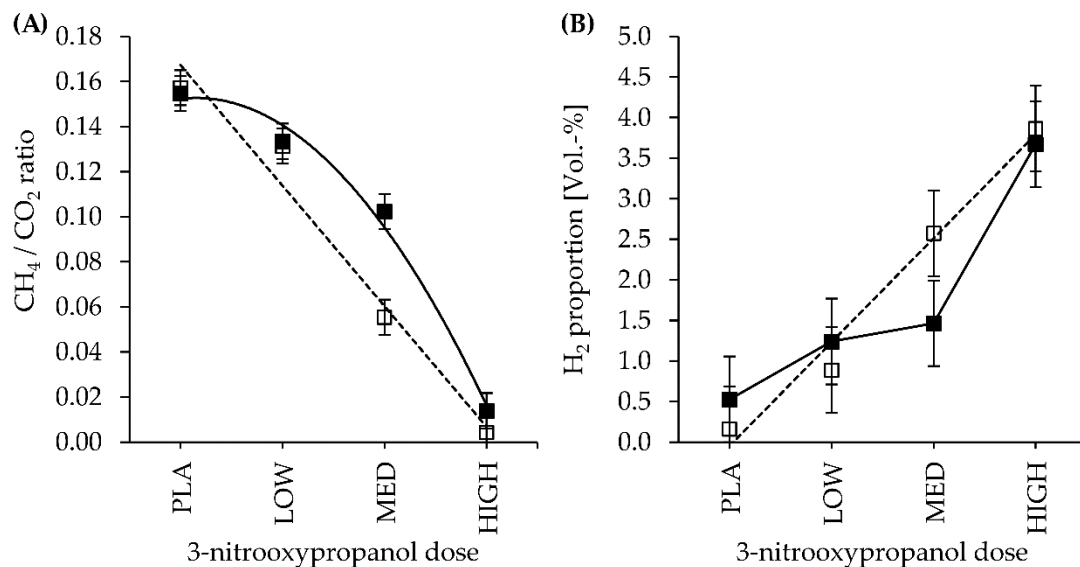 (A)
0.18
0.16
0.14
0.12
0.10
0.08
0.06
0.04
0.02
0.00
CH₄ / CO₂ ratio
PLA
LOW
MED
HIGH
3-nitrooxypropanol dose
(B)
5.0
4.5
4.0
3.5
3.0
2.5
2.0
1.5
1.0
0.5
0.0
H₂ proportion [Vol.-%]
PLA
LOW
MED
HIGH
3-nitrooxypropanol dose